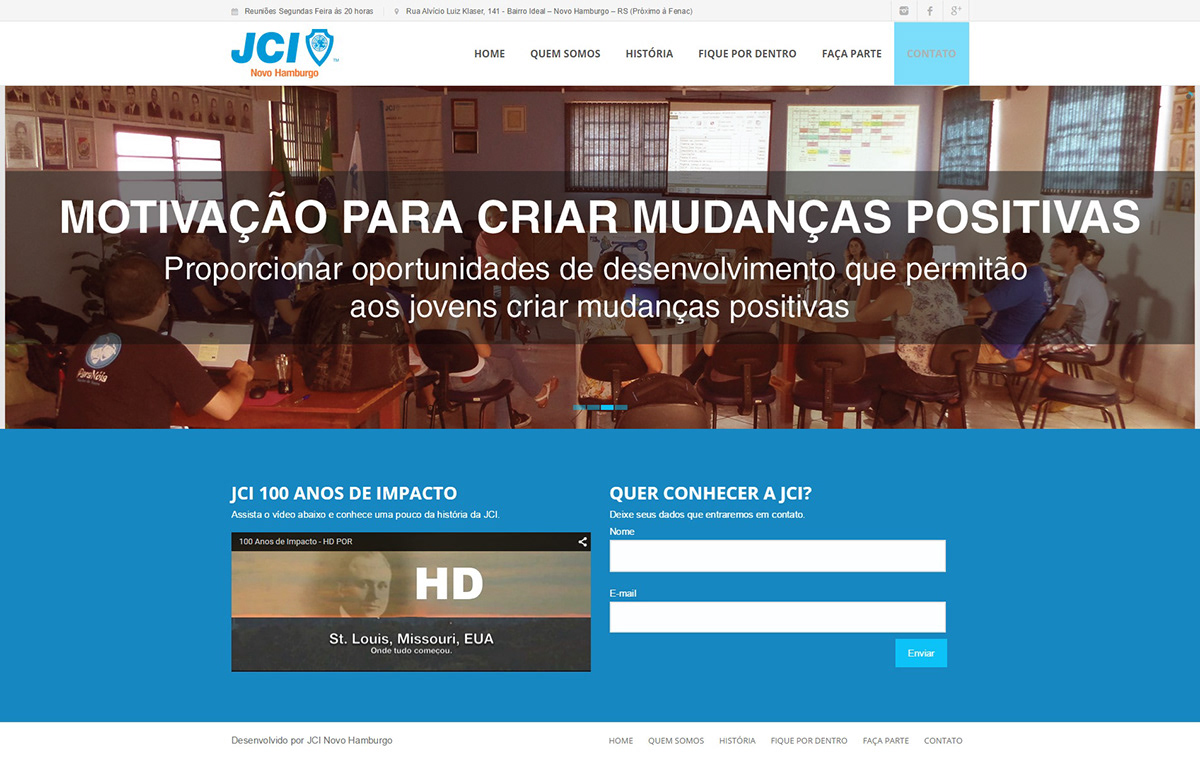 Reuniões Segundas Feira ás 20 horas
Rua Alvício Luiz Klaser, 141 - Bairro Ideal – Novo Hamburgo – RS (Próximo á Fenac)
JCI
Novo Hamburgo
HOME QUEM SOMOS HISTÓRIA FIQUE POR DENTRO FAÇA PARTE CONTATO
MOTIVAÇÃO PARA CRIAR MUDANÇAS POSITIVAS
Proporcionar oportunidades de desenvolvimento que permitão
aos jovens criar mudanças positivas
ParaNóia
JCI 100 ANOS DE IMPACTO
Assista o vídeo abaixo e conhece uma pouco da história da JCI.
100 Anos de Impacto - HD POR
HD
St. Louis, Missouri, EUA
Onde tudo começou.
QUER CONHECER A JCI?
Deixe seus dados que entraremos em contato.
Nome
E-mail
Enviar
Desenvolvido por JCI Novo Hamburgo
HOME QUEM SOMOS HISTÓRIA FIQUE POR DENTRO FAÇA PARTE CONTATO